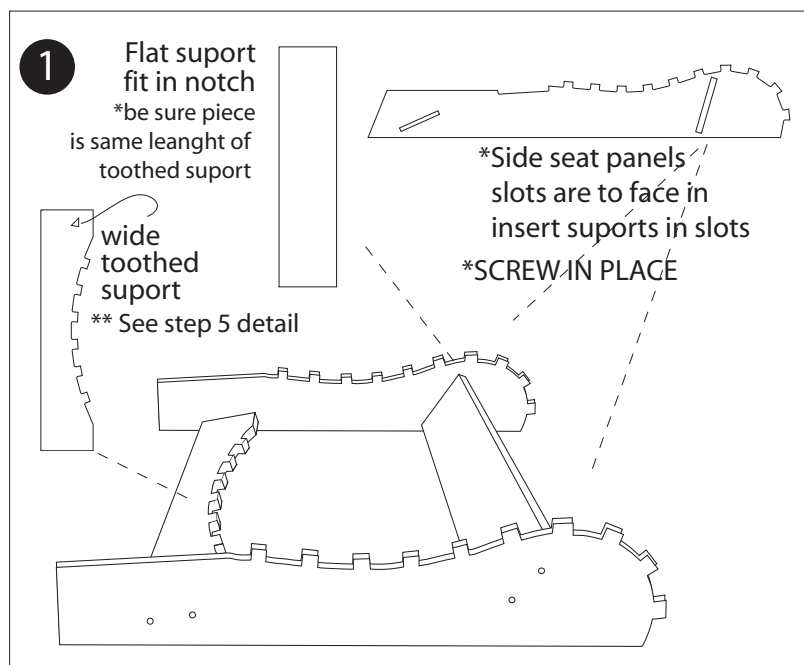 1
Flat suport
fit in notch
*be sure piece
is same leanght of
toothed suport
wide
toothed
suport
** See step 5 detail
*Side seat panels
slots are to face in
insert suports in slots
*SCREW IN PLACE